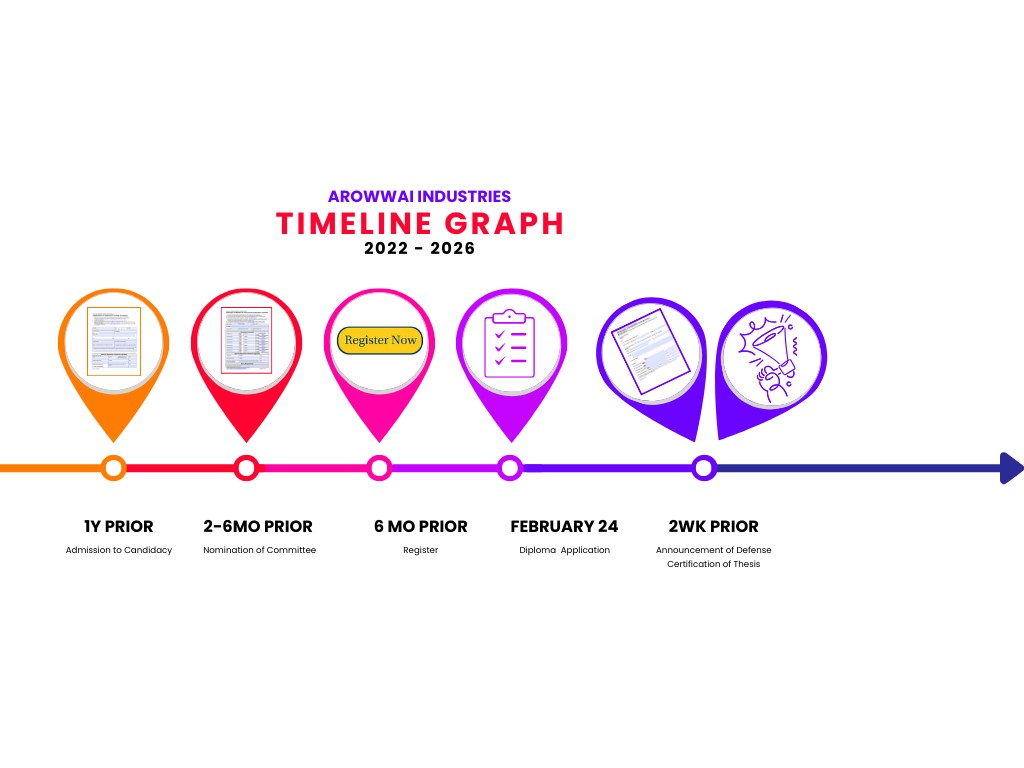 AROWWAI INDUSTRIES
TIMELINE GRAPH
2022 - 2026
Register Now
1Y PRIOR
Admission to Candidacy
2-6MO PRIOR
Nomination of Committee
6 MO PRIOR
Register
FEBRUARY 24
Diploma Application
2WK PRIOR
Announcement of Defense
Certification of Thesis